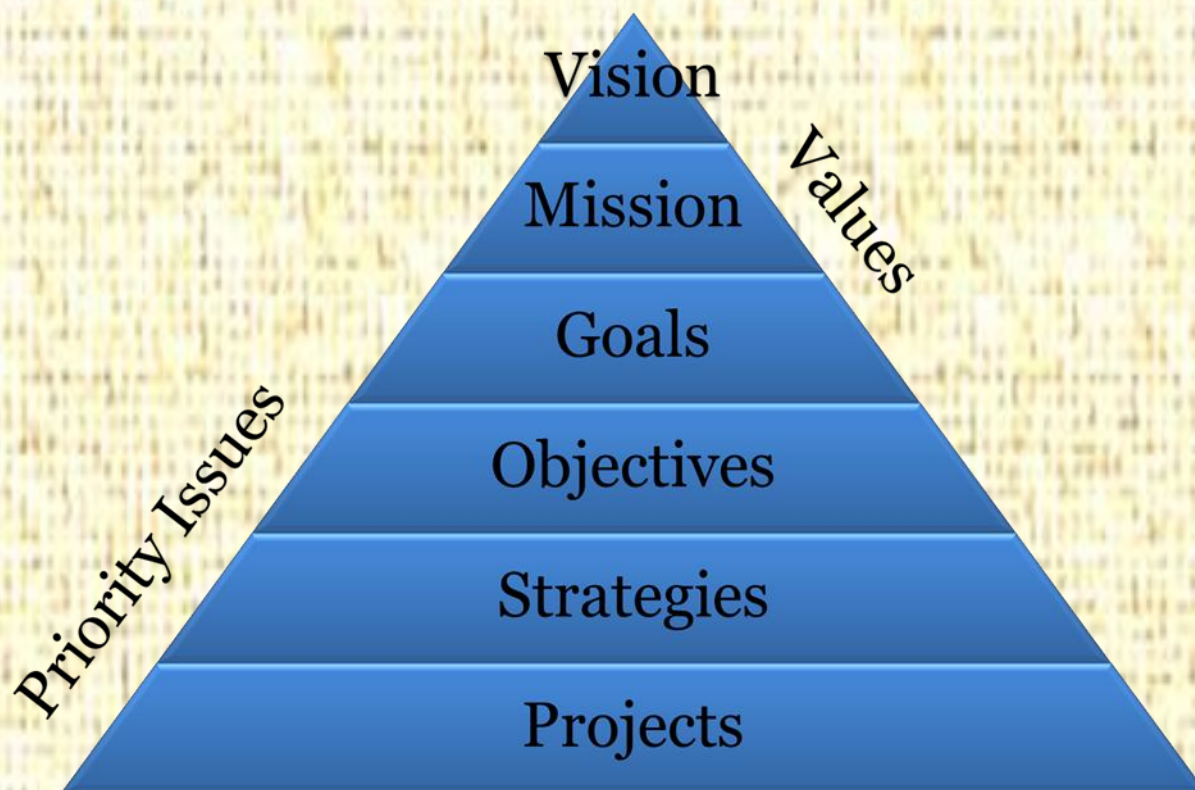 Vision
Values
Mission
Goals
Priority Issues
Objectives
Strategies
Projects